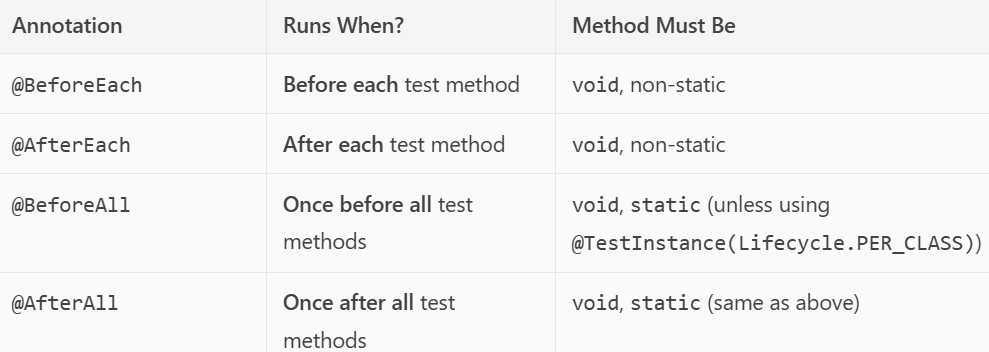 Annotation Runs When? Method Must Be
@BeforeEach Before each test method void, non-static
@AfterEach After each test method void, non-static
@BeforeAll Once before all test void, static (unless using
methods @TestInstance(Lifecycle.PER_CLASS))
@AfterAll Once after all test void, static (same as above)
methods